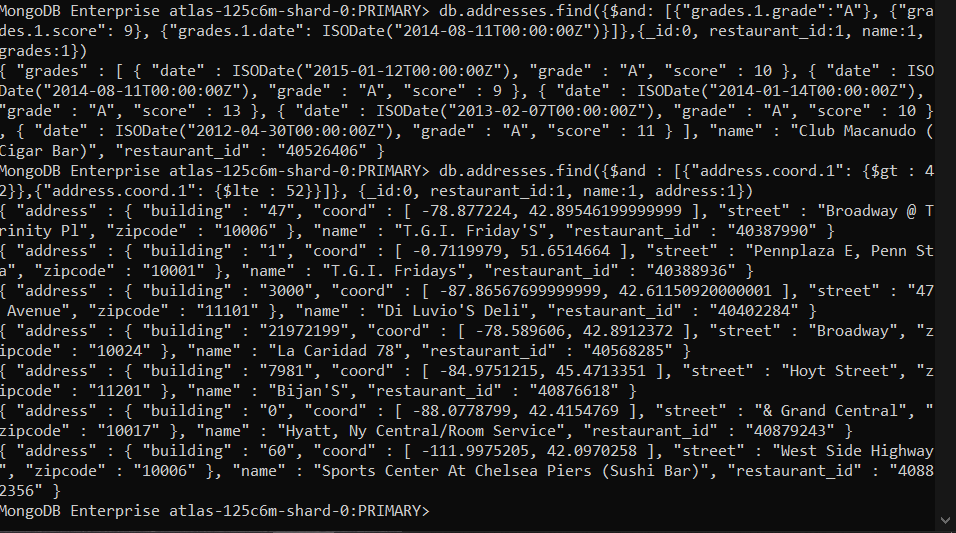 MongoDB Enterprise atlas-125c6m-shard-0:PRIMARY> db.addresses.find({$and: [{"grades.1.grade":"A"}, {"gra
des.1.score": 9}, {"grades.1.date": ISODate("2014-08-11T00:00:00Z")}]},{_id:0, restaurant_id:1, name:1,
grades:1})
{ "grades" : [ { "date" : ISODate("2015-01-12T00:00:00Z"), "grade" : "A", "score" : 10 }, { "date" : ISO
Date("2014-08-11T00:00:00Z"), "grade" : "A", "score" : 9 }, { "date" : ISODate("2014-01-14T00:00:00Z"),
"grade" : "A", "score" : 13 }, { "date" : ISODate("2013-02-07T00:00:00Z"), "grade" : "A", "score" : 10 }
, { "date" : ISODate("2012-04-30T00:00:00Z"), "grade" : "A", "score" : 11 } ], "name" : "Club Macanudo (
Cigar Bar)", "restaurant_id" : "40526406" }
MongoDB Enterprise atlas-125c6m-shard-0:PRIMARY> db.addresses.find({$and : [{"address.coord.1": {$gt : 4
2}},{"address.coord.1": {$lte : 52}}]}, {_id:0, restaurant_id:1, name:1, address:1})
{ "address" : { "building" : "47", "coord" : [ -78.877224, 42.89546199999999 ], "street" : "Broadway @ T
rinity Pl", "zipcode" : "10006" }, "name" : "T.G.I. Friday'S", "restaurant_id" : "40387990" }
{ "address" : { "building" : "1", "coord" : [ -0.7119979, 51.6514664 ], "street" : "Pennplaza E, Penn St
a", "zipcode" : "10001" }, "name" : "T.G.I. Fridays", "restaurant_id" : "40388936" }
{ "address" : { "building" : "3000", "coord" : [ -87.86567699999999, 42.61150920000001 ], "street" : "47
 Avenue", "zipcode" : "11101" }, "name" : "Di Luvio'S Deli", "restaurant_id" : "40402284" }
{ "address" : { "building" : "21972199", "coord" : [ -78.589606, 42.8912372 ], "street" : "Broadway", "z
ipcode" : "10024" }, "name" : "La Caridad 78", "restaurant_id" : "40568285" }
{ "address" : { "building" : "7981", "coord" : [ -84.9751215, 45.4713351 ], "street" : "Hoyt Street", "z
ipcode" : "11201" }, "name" : "Bijan'S", "restaurant_id" : "40876618" }
{ "address" : { "building" : "0", "coord" : [ -88.0778799, 42.4154769 ], "street" : "& Grand Central", "
zipcode" : "10017" }, "name" : "Hyatt, Ny Central/Room Service", "restaurant_id" : "40879243" }
{ "address" : { "building" : "60", "coord" : [ -111.9975205, 42.0970258 ], "street" : "West Side Highway
", "zipcode" : "10006" }, "name" : "Sports Center At Chelsea Piers (Sushi Bar)", "restaurant_id" : "4088
2356" }
MongoDB Enterprise atlas-125c6m-shard-0:PRIMARY>